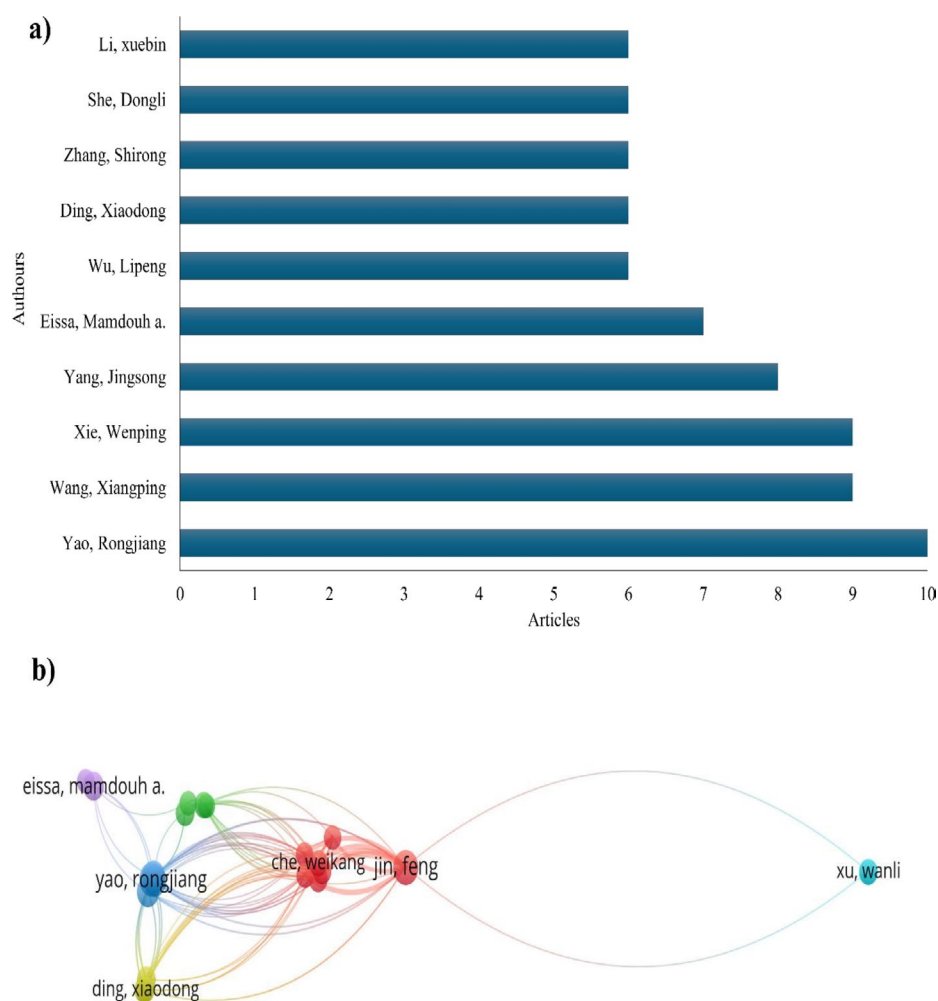 a)
Li, xuebin
She, Dongli
Zhang, Shirong
Ding, Xiaodong
Wu, Lipeng
Eissa, Mamdouh a.
Yang, Jingsong
Xie, Wenping
Wang, Xiangping
Yao, Rongjiang
Authours
0 1 2 3 4 5 6 7 8 9 10
Articles
b)
eissa, mamdouh a.
che, weikang
jin, feng
xu, wanli
yao, rongjiang
ding, xiaodong